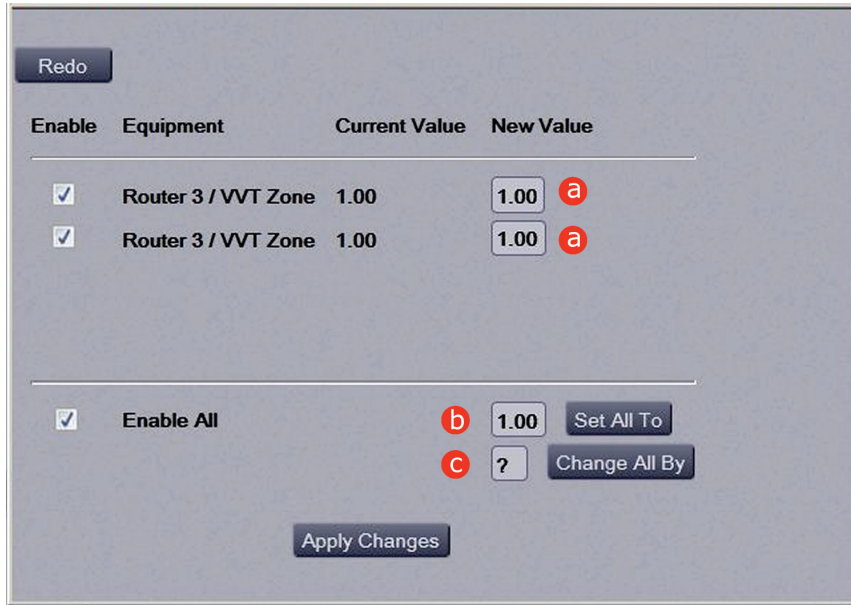 Redo
Enable Equipment Current Value New Value
Router 3 / VVT Zone 1.00 1.00 a
Router 3 / VVT Zone 1.00 1.00 a
Enable All b 1.00 Set All To
c ? Change All By
Apply Changes